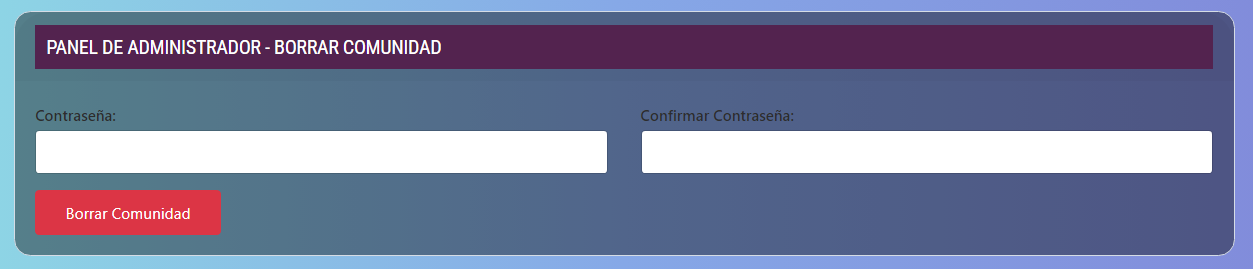 PANEL DE ADMINISTRADOR - BORRAR COMUNIDAD
Contraseña: Confirmar Contraseña:
Borrar Comunidad